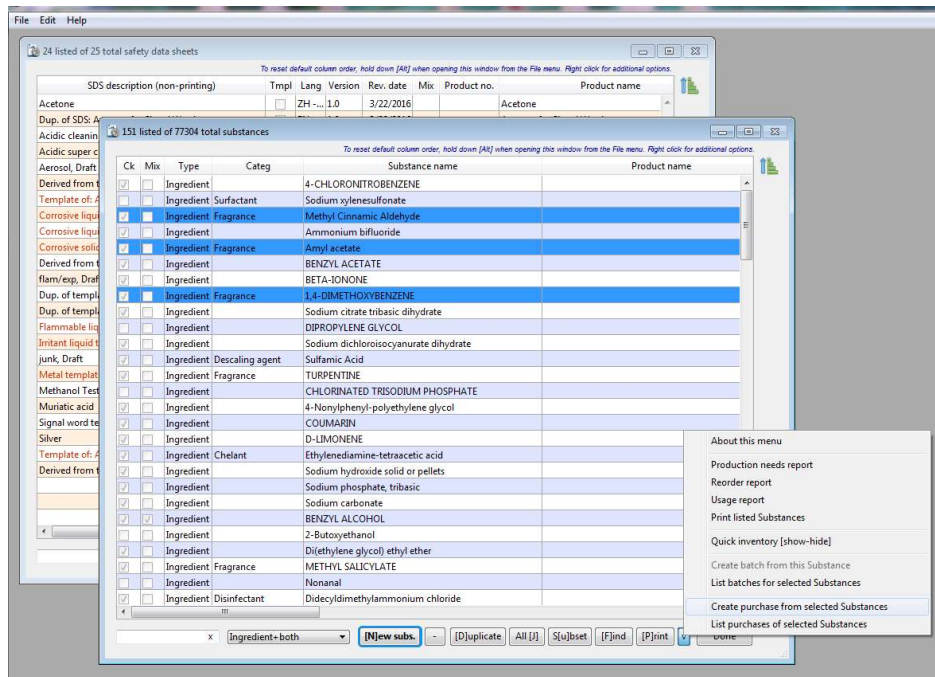 File Edit Help
24 listed of 25 total safety data sheets
To reset default column order, hold down [Alt] when opening this window from the File menu. Right click for additional options.
SDS description (non-printing) Tmpl Lang Version Rev. date Mix Product no. Product name
Acetone ZH -... 1.0 3/22/2016 Acetone
Dup. of SDS: A
Acidic cleanin
Acidic super c
Aerosol, Draft
Derived from t
Template of: A
Corrosive liqui
Corrosive liqui
Corrosive solid
Derived from t
flam/exp, Draf
Dup. of templ
Dup. of templ
Flammable liq
Irritant liquid t
junk, Draft
Metal templat
Methanol Test
Muriatic acid
Signal word te
Silver
Template of: A
Derived from t
151 listed of 77304 total substances
To reset default column order, hold down [Alt] when opening this window from the File menu. Right click for additional options.
Ck Mix Type Categ Substance name Product name
Ingredient 4-CHLORONITROBENZENE
Ingredient Surfactant Sodium xylenesulfonate
Ingredient Fragrance Methyl Cinnamic Aldehyde
Ingredient Ammonium bifluoride
Ingredient Fragrance Amyl acetate
Ingredient BENZYL ACETATE
Ingredient BETA-IONONE
Ingredient Fragrance 1,4-DIMETHOXYBENZENE
Ingredient Sodium citrate tribasic dihydrate
Ingredient DIPROPYLENE GLYCOL
Ingredient Sodium dichloroisocyanurate dihydrate
Ingredient Descaling agent Sulfamic Acid
Ingredient Fragrance TURPENTINE
Ingredient CHLORINATED TRISODIUM PHOSPHATE
Ingredient 4-Nonylphenyl-polyethylene glycol
Ingredient COUMARIN
Ingredient D-LIMONENE
Ingredient Chelant Ethylenediamine-tetraacetic acid
Ingredient Sodium hydroxide solid or pellets
Ingredient Sodium phosphate, tribasic
Ingredient Sodium carbonate
Ingredient BENZYL ALCOHOL
Ingredient 2-Butoxyethanol
Ingredient Di(ethylene glycol) ethyl ether
Ingredient Fragrance METHYL SALICYLATE
Ingredient Nonanal
Ingredient Disinfectant Didecyldimethylammonium chloride
x Ingredient+both [N]ew subs. - [D]uplicate All [J] S[u]bset [F]ind [P]rint v Done
About this menu
Production needs report
Reorder report
Usage report
Print listed Substances
Quick inventory [show-hide]
Create batch from this Substance
List batches for selected Substances
Create purchase from selected Substances
List purchases of selected Substances